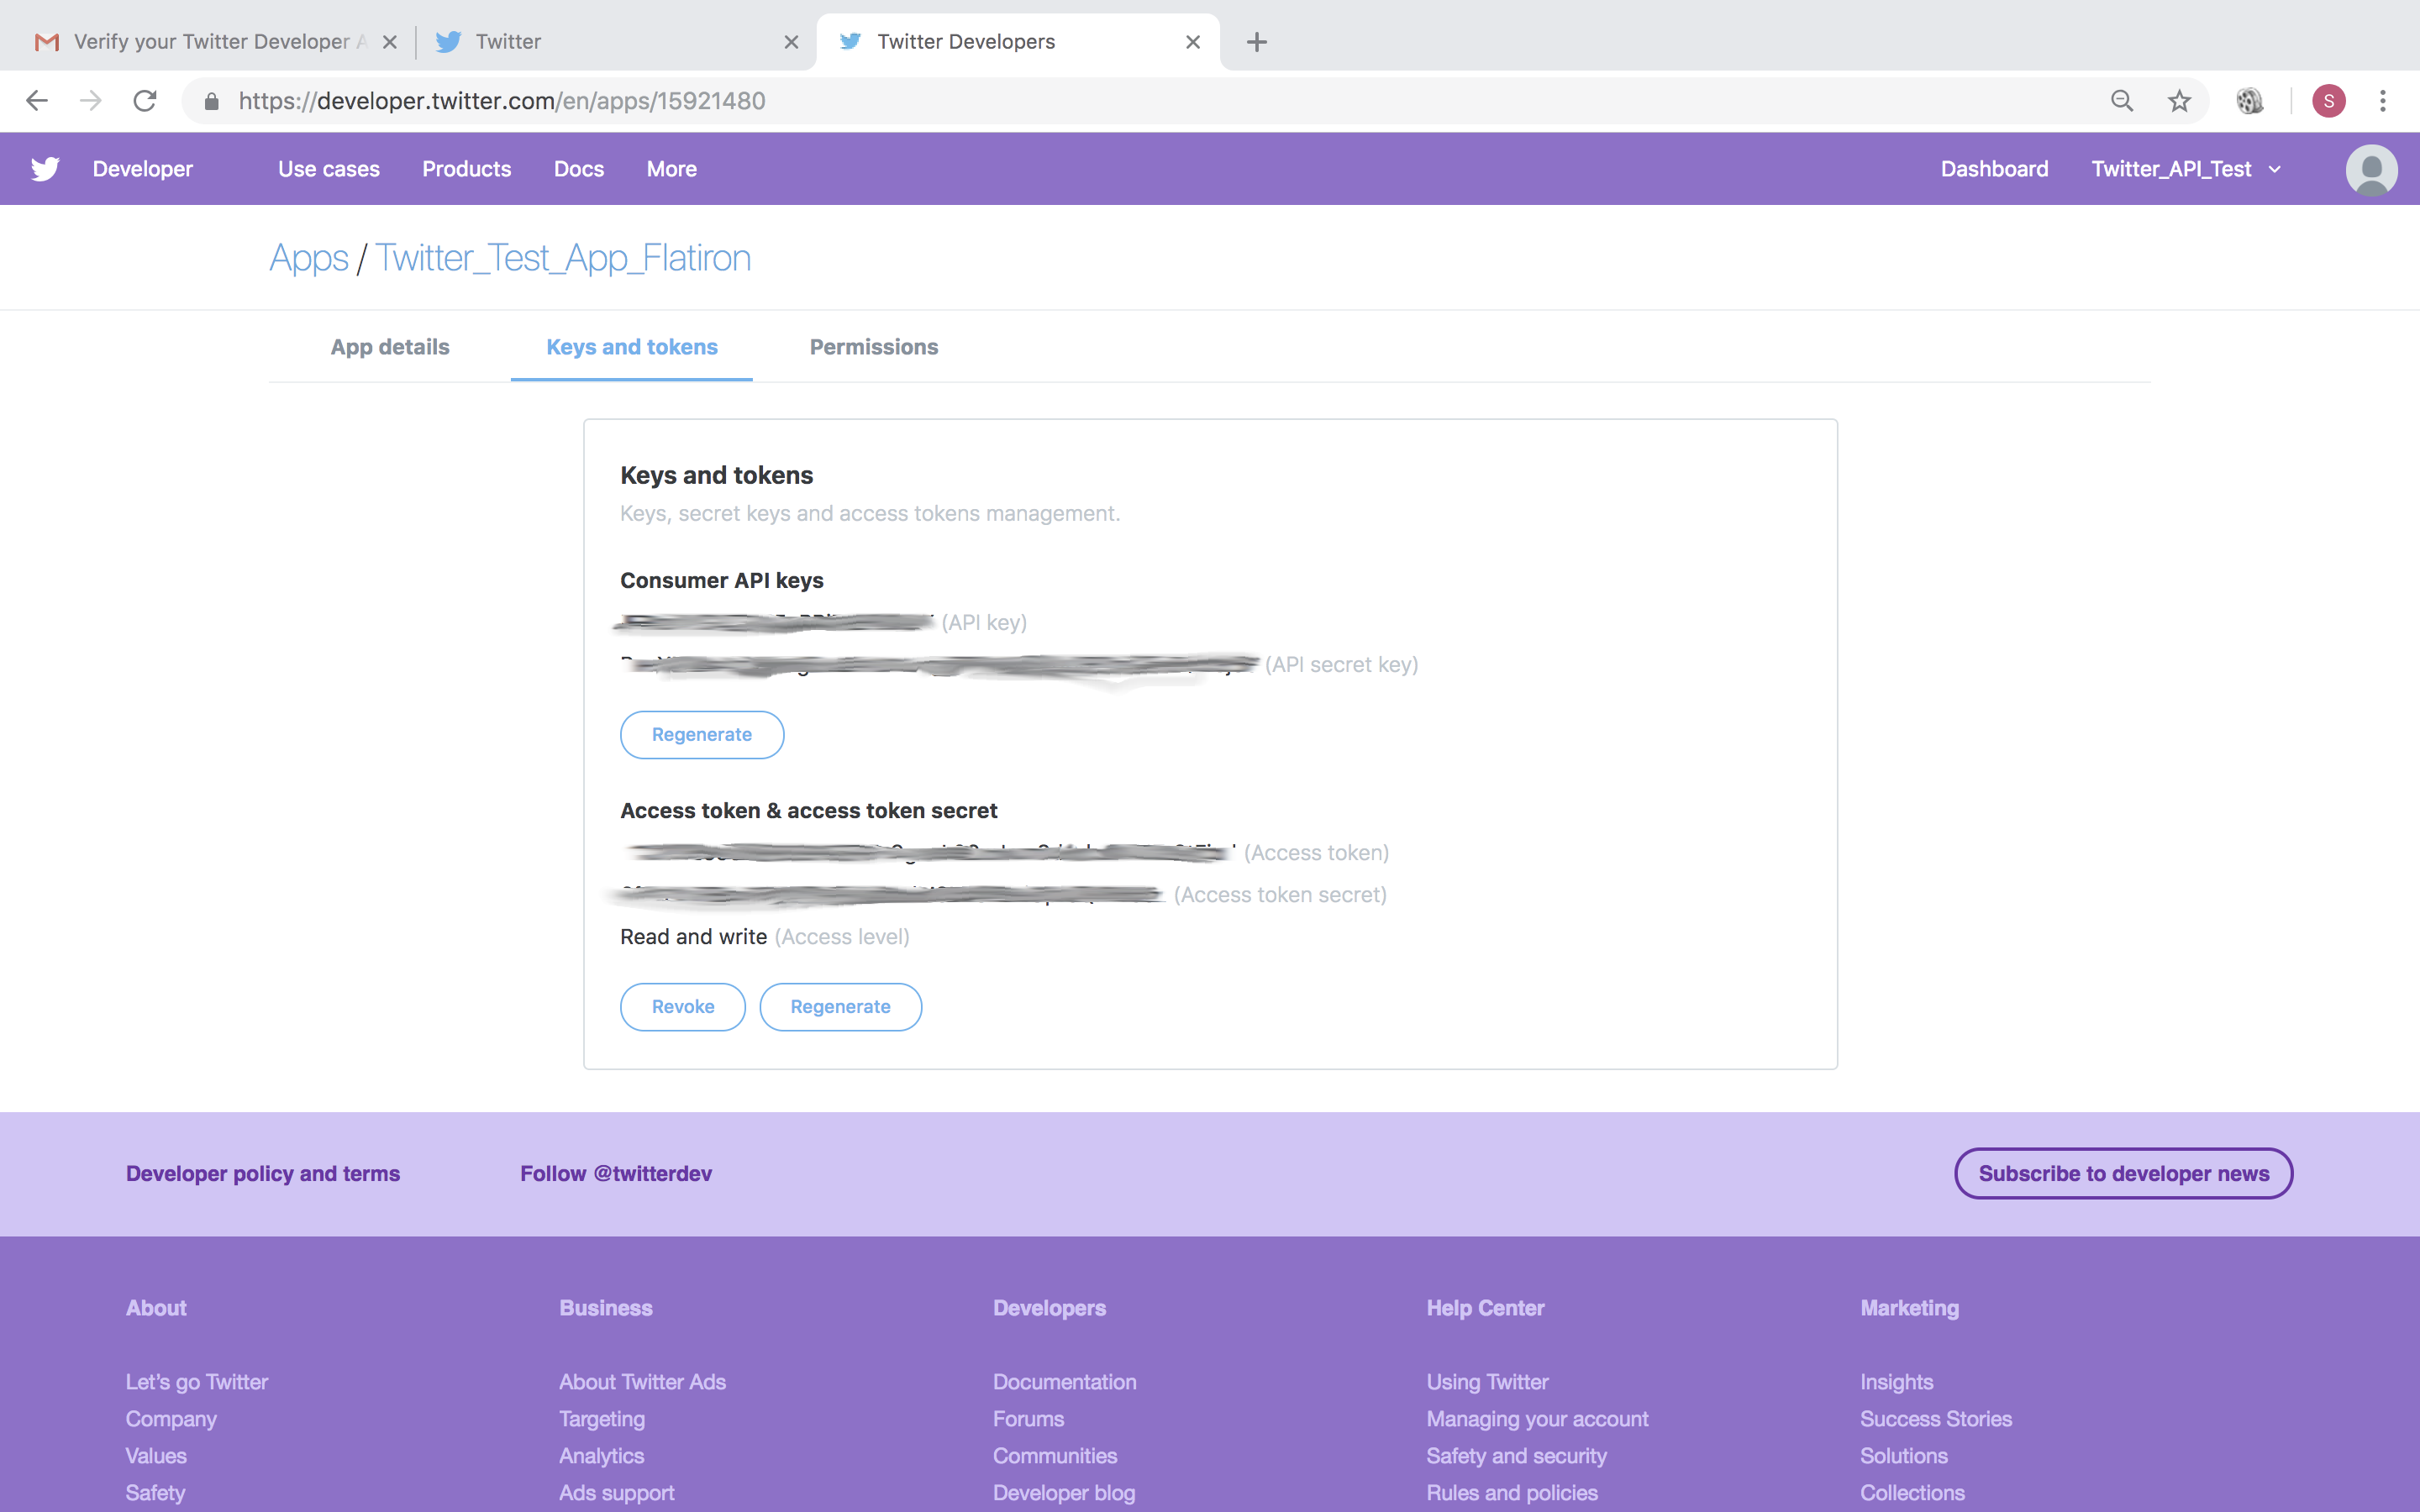 Verify your Twitter Developer A
Twitter
Twitter Developers
https://developer.twitter.com/en/apps/15921480
S
Developer Use cases Products Docs More Dashboard Twitter_API_Test
Apps / Twitter_Test_App_Flatiron
App details Keys and tokens Permissions
Keys and tokens
Keys, secret keys and access tokens management.
Consumer API keys
(API key)
(API secret key)
Regenerate
Access token & access token secret
(Access token)
(Access token secret)
Read and write (Access level)
Revoke Regenerate
Developer policy and terms Follow @twitterdev Subscribe to developer news
About Business Developers Help Center Marketing
Let's go Twitter About Twitter Ads Documentation Using Twitter Insights
Company Targeting Forums Managing your account Success Stories
Values Analytics Communities Safety and security Solutions
Safety Ads support Developer blog Rules and policies Collections